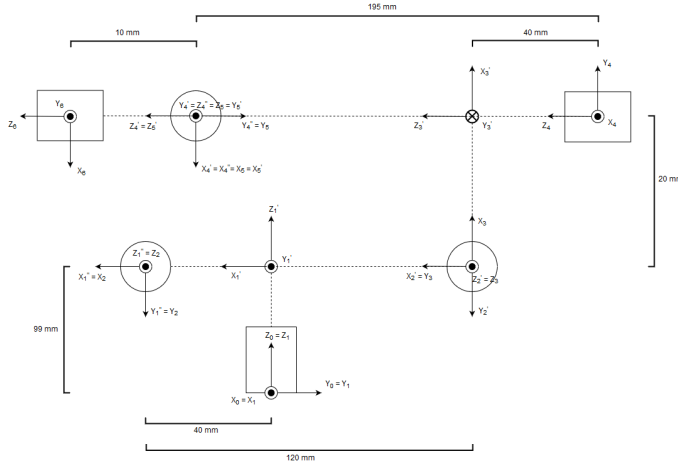 195 mm
10 mm
40 mm
X₃'
Y₄
Y₆
Y₄' = Z₄" = Z₅ = Y₅'
Z₆
Z₄' = Z₅'
Y₄" = Y₅
Z₃'
Y₃'
Z₄
X₄
X₆
X₄' = X₄" = X₅ = X₅'
20 mm
Z₁'
X₃
Z₁" = Z₂
Y₁'
X₁" = X₂
X₁'
X₂' = Y₃
Z₂' = Z₃
Y₁" = Y₂
Y₂'
99 mm
Z₀ = Z₁
Y₀ = Y₁
X₀ = X₁
40 mm
120 mm